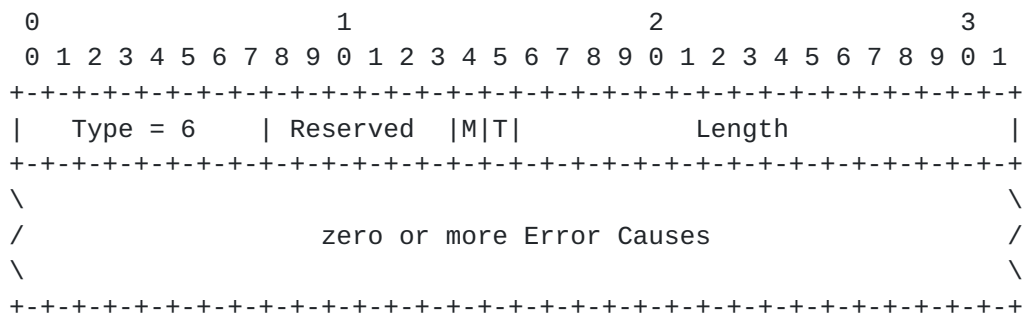 0                   1                   2                   3
 0 1 2 3 4 5 6 7 8 9 0 1 2 3 4 5 6 7 8 9 0 1 2 3 4 5 6 7 8 9 0 1
+-+-+-+-+-+-+-+-+-+-+-+-+-+-+-+-+-+-+-+-+-+-+-+-+-+-+-+-+-+-+-+-+
|   Type = 6    | Reserved  |M|T|           Length              |
+-+-+-+-+-+-+-+-+-+-+-+-+-+-+-+-+-+-+-+-+-+-+-+-+-+-+-+-+-+-+-+-+
\                                                               \
/                   zero or more Error Causes                   /
\                                                               \
+-+-+-+-+-+-+-+-+-+-+-+-+-+-+-+-+-+-+-+-+-+-+-+-+-+-+-+-+-+-+-+-+